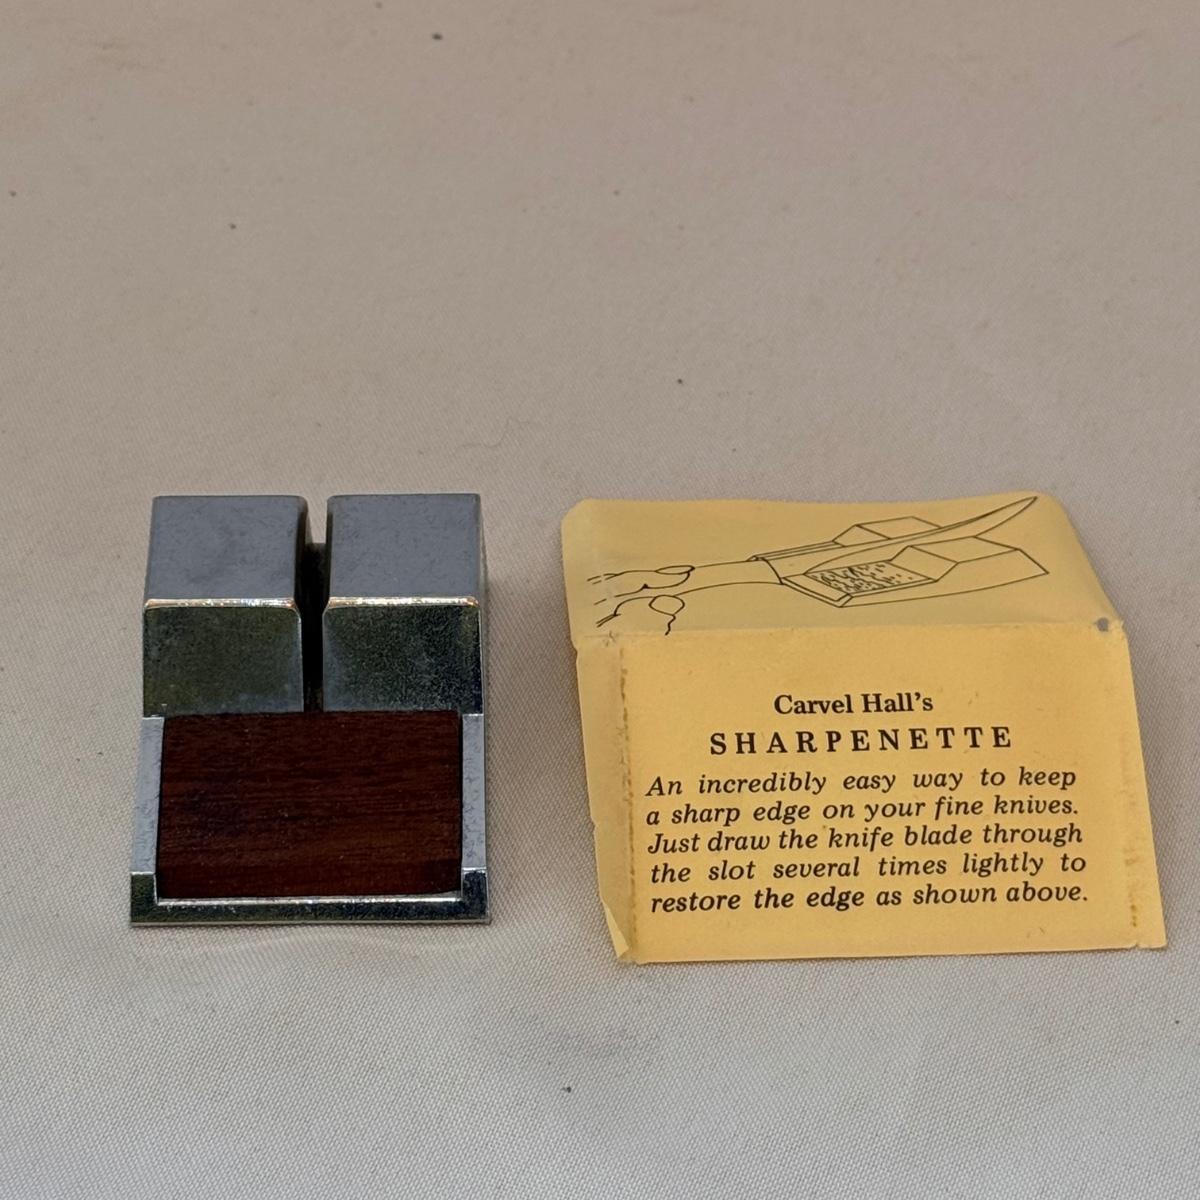 Carvel Hall's
SHARPENETTE
An incredibly easy way to keep
a sharp edge on your fine knives.
Just draw the knife blade through
the slot several times lightly to
restore the edge as shown above.